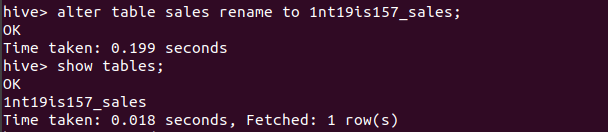 hive> alter table sales rename to 1nt19is157_sales;
OK
Time taken: 0.199 seconds
hive> show tables;
OK
1nt19is157_sales
Time taken: 0.018 seconds, Fetched: 1 row(s)